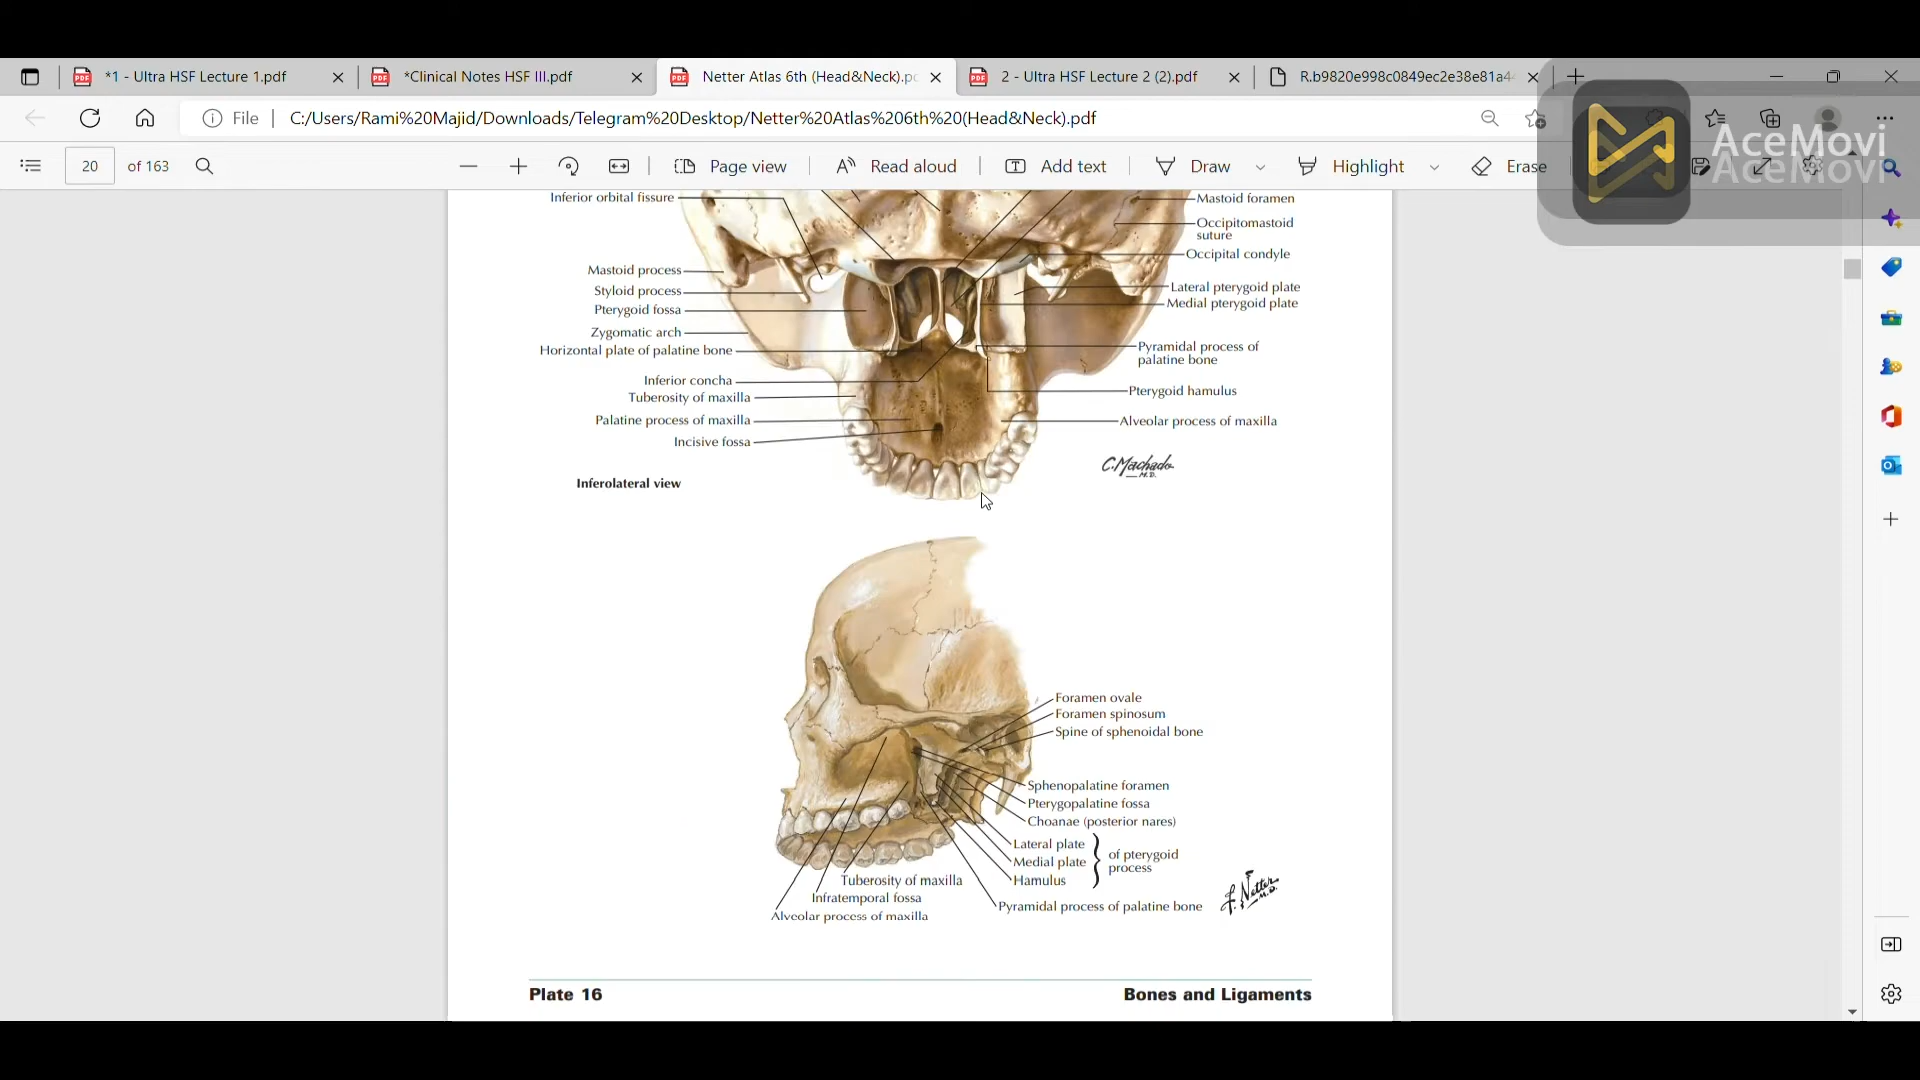 *1 - Ultra HSF Lecture 1.pdf
*Clinical Notes HSF III.pdf
Netter Atlas 6th (Head&Neck).pc
2 - Ultra HSF Lecture 2 (2).pdf
R.b9820e998c0849ec2e38e81a4
File
C:/Users/Rami%20Majid/Downloads/Telegram%20Desktop/Netter%20Atlas%206th%20(Head&Neck).pdf
AceMovi
20 of 163
Page view
Read aloud
Add text
Draw
Highlight
Erase
Inferior orbital fissure
Mastoid process
Styloid process
Pterygoid fossa
Zygomatic arch
Horizontal plate of palatine bone
Inferior concha
Tuberosity of maxilla
Palatine process of maxilla
Incisive fossa
Inferolateral view
Mastoid foramen
Occipitomastoid
suture
Occipital condyle
Lateral pterygoid plate
Medial pterygoid plate
Pyramidal process of
palatine bone
Pterygoid hamulus
Alveolar process of maxilla
C. Machado
M.D.
Foramen ovale
Foramen spinosum
Spine of sphenoidal bone
Sphenopalatine foramen
Pterygopalatine fossa
Choanae (posterior nares)
Lateral plate
Medial plate
Hamulus
of pterygoid
process
Pyramidal process of palatine bone
Tuberosity of maxilla
Infratemporal fossa
Alveolar process of maxilla
F. Netter
M.D.
Plate 16
Bones and Ligaments